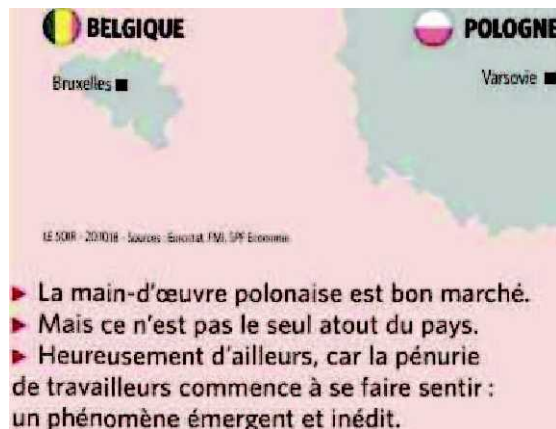 BELGIQUE
POLOGNE
Bruxelles
Varsovie
LE SOIR - 20.10.18 - Sources : Eurostat, FMI, SPF Economie
▶ La main-d'œuvre polonaise est bon marché.
▶ Mais ce n'est pas le seul atout du pays.
▶ Heureusement d'ailleurs, car la pénurie
de travailleurs commence à se faire sentir :
un phénomène émergent et inédit.